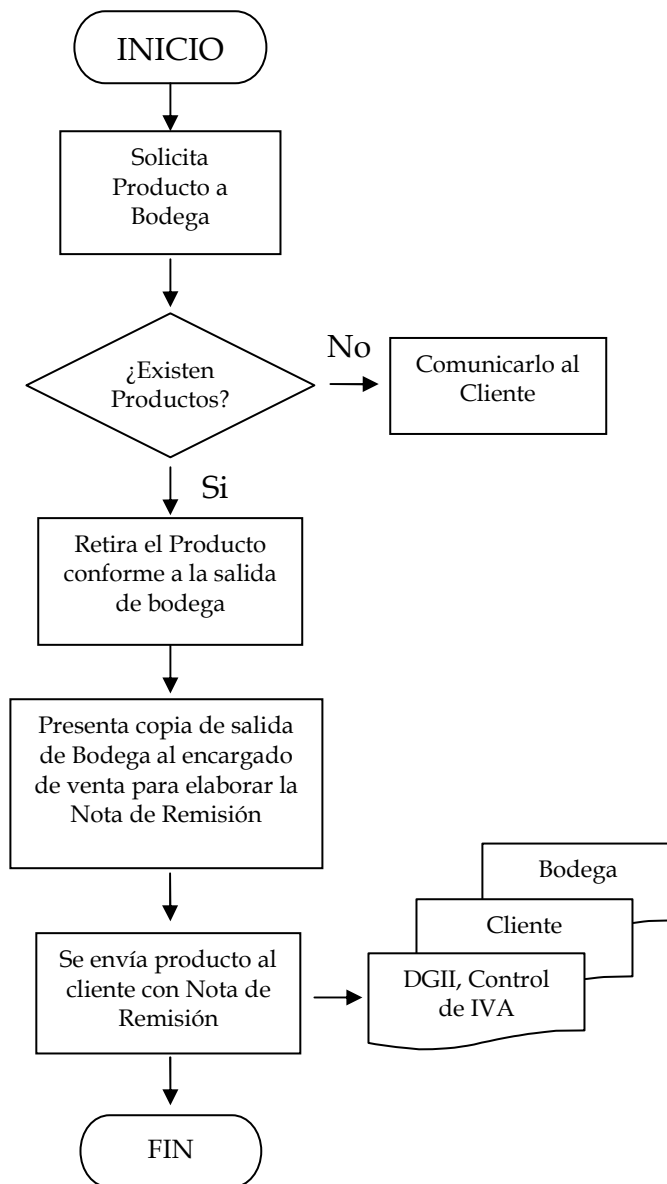 INICIO
Solicita
Producto a
Bodega
¿Existen
Productos?
No
Comunicarlo al
Cliente
Si
Retira el Producto
conforme a la salida
de bodega
Presenta copia de salida
de Bodega al encargado
de venta para elaborar la
Nota de Remisión
Se envía producto al
cliente con Nota de
Remisión
Bodega
Cliente
DGII, Control
de IVA
FIN